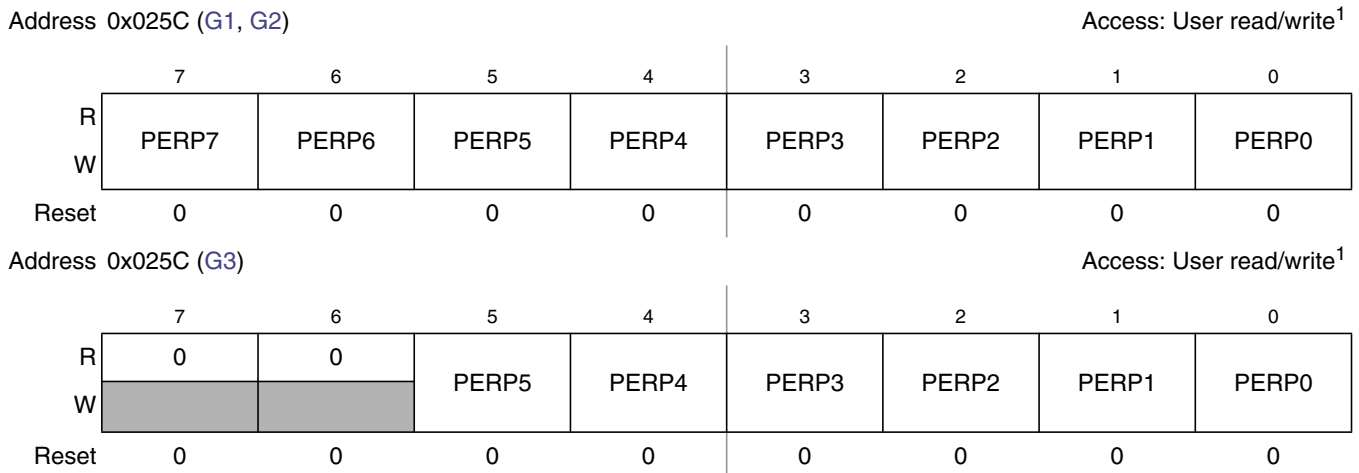 Address 0x025C (G1, G2) Access: User read/write1
7 6 5 4 3 2 1 0
R
PERP7 PERP6 PERP5 PERP4 PERP3 PERP2 PERP1 PERP0
W
Reset 0 0 0 0 0 0 0 0
Address 0x025C (G3) Access: User read/write1
7 6 5 4 3 2 1 0
R 0 0
PERP5 PERP4 PERP3 PERP2 PERP1 PERP0
W
Reset 0 0 0 0 0 0 0 0